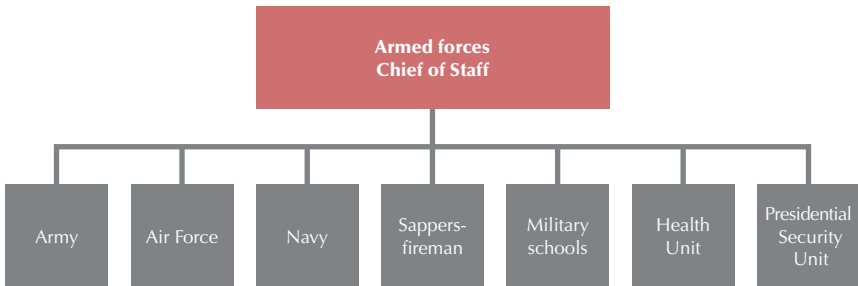 Armed forces
Chief of Staff
Army
Air Force
Navy
Sappers-
fireman
Military
schools
Health
Unit
Presidential
Security
Unit